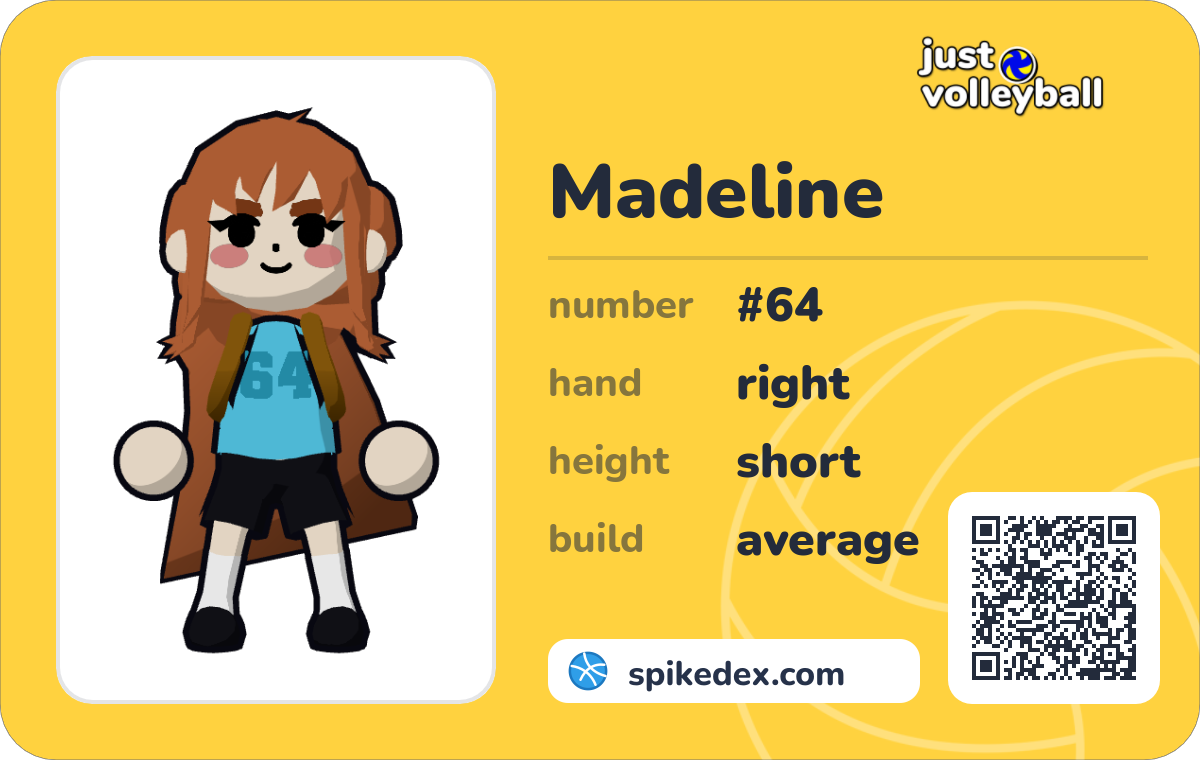 just
volleyball
Madeline
number #64
hand right
height short
build average
64
spikedex.com